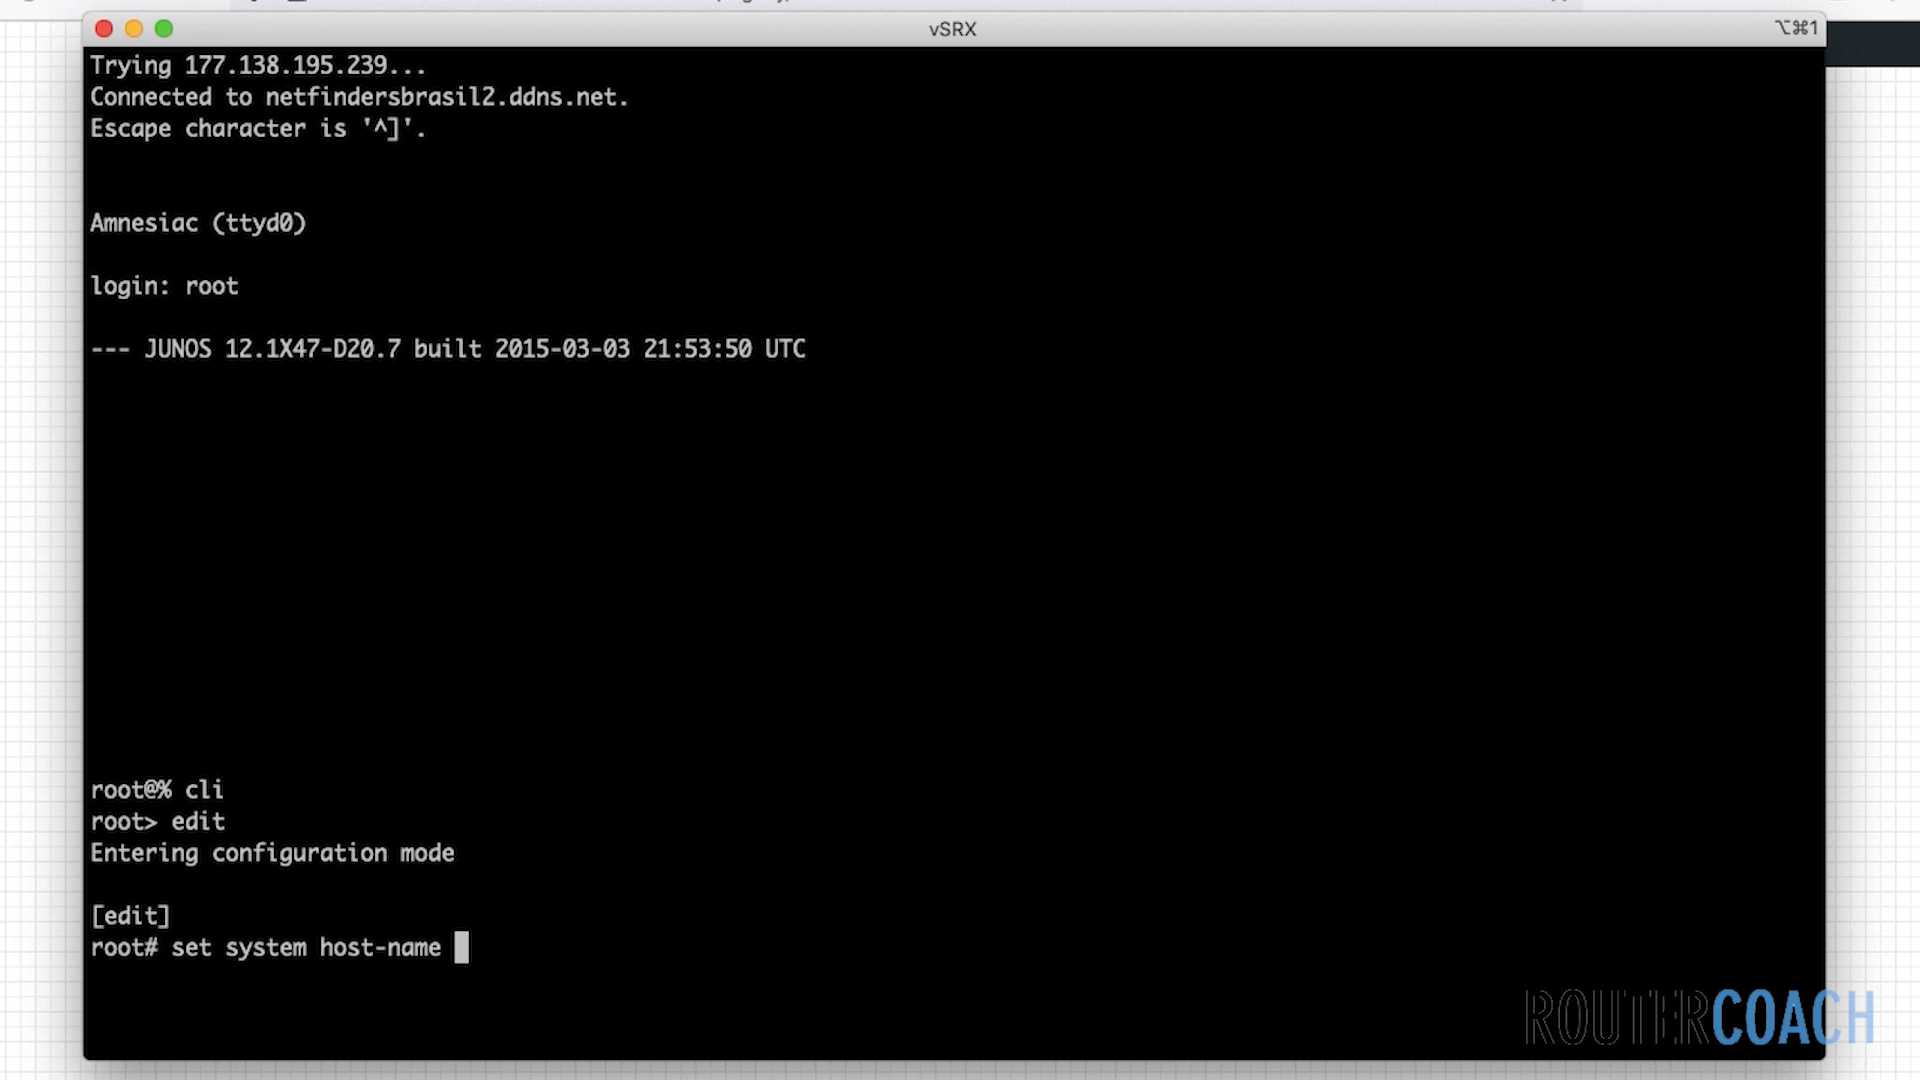 vSRX
⌥⌘1
Trying 177.138.195.239...
Connected to netfindersbrasil2.ddns.net.
Escape character is '^]'.
Amnesiac (ttyd0)
login: root
--- JUNOS 12.1X47-D20.7 built 2015-03-03 21:53:50 UTC
root@% cli
root> edit
Entering configuration mode
[edit]
root# set system host-name
ROUTERCOACH